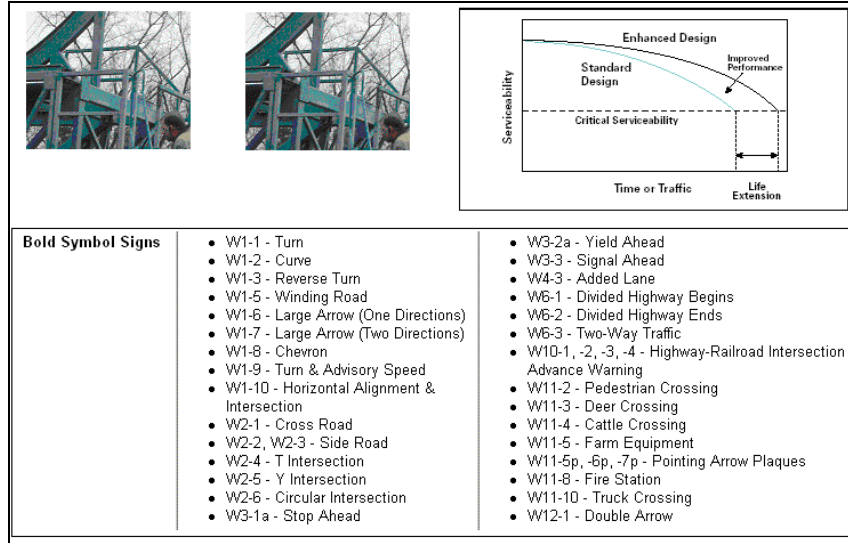 Enhanced Design
Improved
Performance
Standard
Design
Serviceability
Critical Serviceability
Time or Traffic
Life
Extension
Bold Symbol Signs
W1-1 - Turn
W1-2 - Curve
W1-3 - Reverse Turn
W1-5 - Winding Road
W1-6 - Large Arrow (One Directions)
W1-7 - Large Arrow (Two Directions)
W1-8 - Chevron
W1-9 - Turn & Advisory Speed
W1-10 - Horizontal Alignment &
Intersection
W2-1 - Cross Road
W2-2, W2-3 - Side Road
W2-4 - T Intersection
W2-5 - Y Intersection
W2-6 - Circular Intersection
W3-1a - Stop Ahead
W3-2a - Yield Ahead
W3-3 - Signal Ahead
W4-3 - Added Lane
W6-1 - Divided Highway Begins
W6-2 - Divided Highway Ends
W6-3 - Two-Way Traffic
W10-1, -2, -3, -4 - Highway-Railroad Intersection
Advance Warning
W11-2 - Pedestrian Crossing
W11-3 - Deer Crossing
W11-4 - Cattle Crossing
W11-5 - Farm Equipment
W11-5p, -6p, -7p - Pointing Arrow Plaques
W11-8 - Fire Station
W11-10 - Truck Crossing
W12-1 - Double Arrow